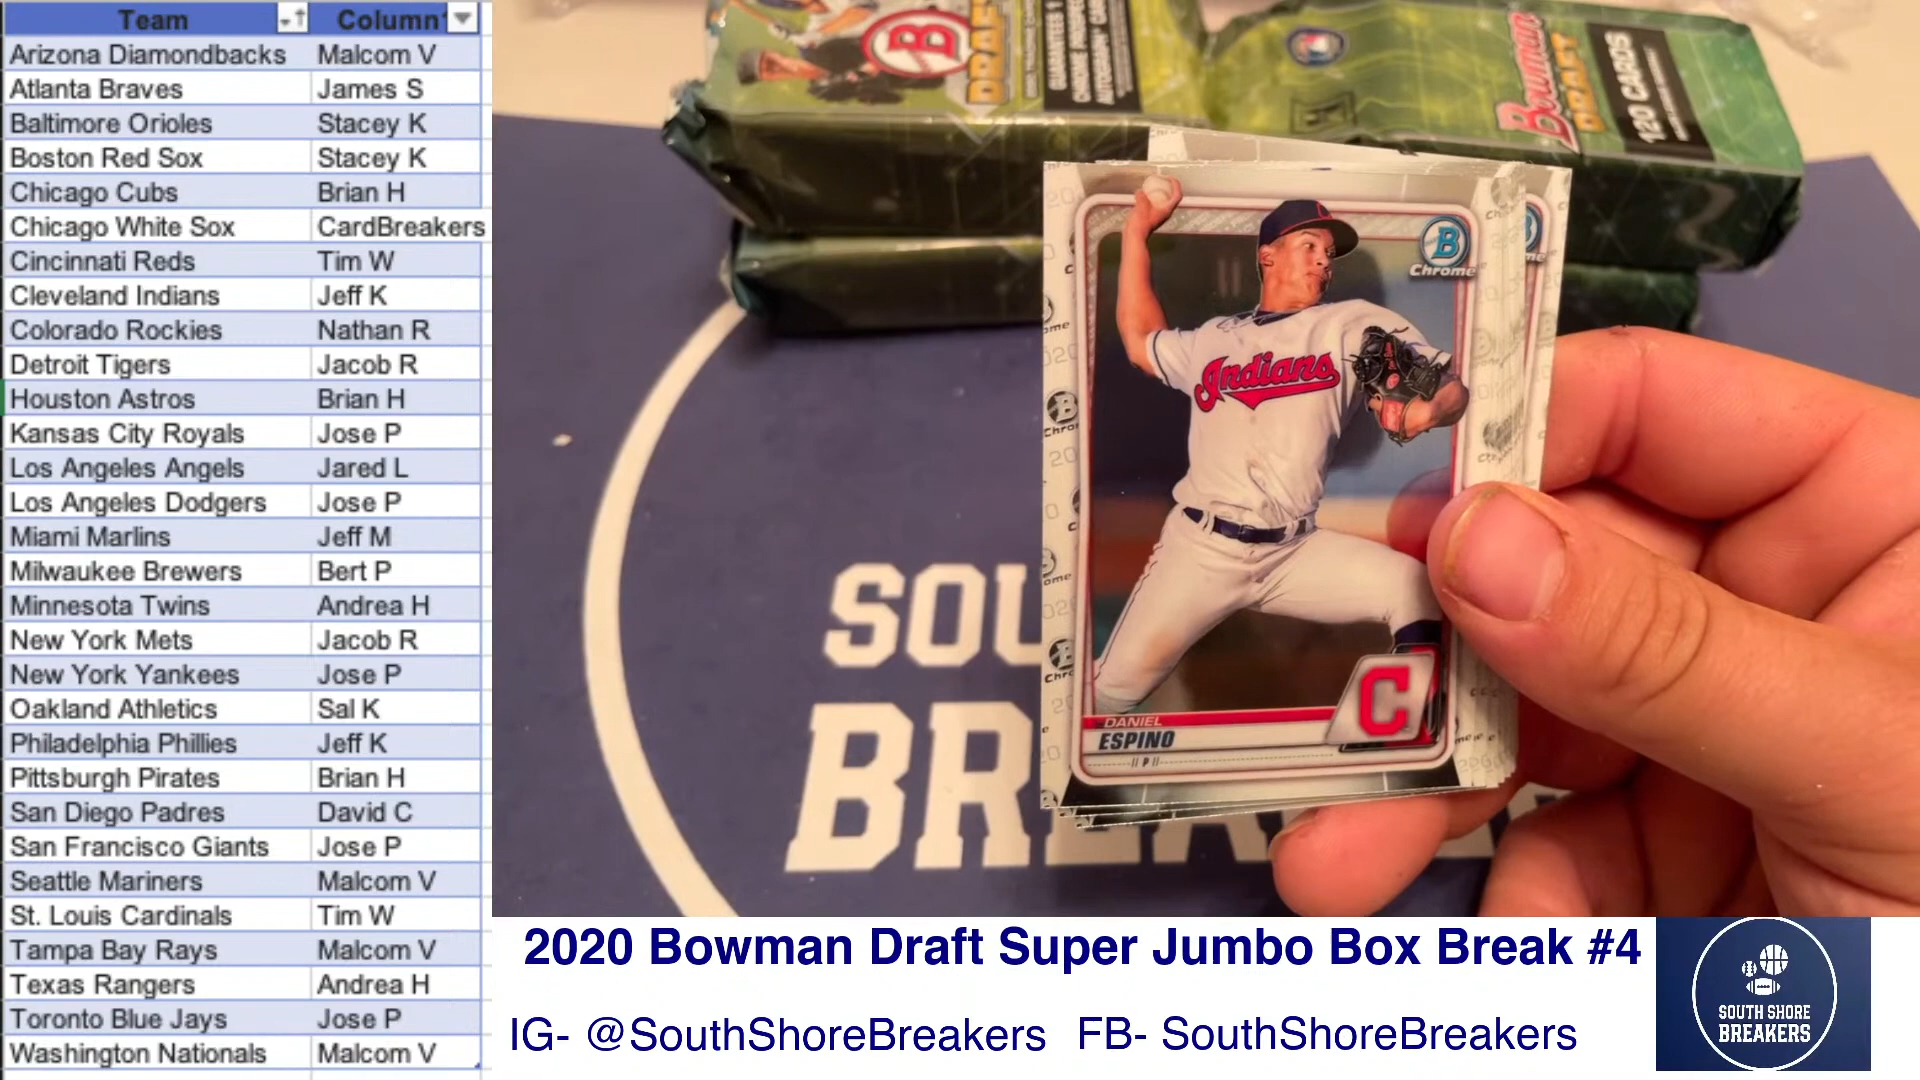 Team Column
Arizona Diamondbacks Malcom V
Atlanta Braves James S
Baltimore Orioles Stacey K
Boston Red Sox Stacey K
Chicago Cubs Brian H
Chicago White Sox CardBreakers
Cincinnati Reds Tim W
Cleveland Indians Jeff K
Colorado Rockies Nathan R
Detroit Tigers Jacob R
Houston Astros Brian H
Kansas City Royals Jose P
Los Angeles Angels Jared L
Los Angeles Dodgers Jose P
Miami Marlins Jeff M
Milwaukee Brewers Bert P
Minnesota Twins Andrea H
New York Mets Jacob R
New York Yankees Jose P
Oakland Athletics Sal K
Philadelphia Phillies Jeff K
Pittsburgh Pirates Brian H
San Diego Padres David C
San Francisco Giants Jose P
Seattle Mariners Malcom V
St. Louis Cardinals Tim W
Tampa Bay Rays Malcom V
Texas Rangers Andrea H
Toronto Blue Jays Jose P
Washington Nationals Malcom V
B
DRAFT
Bowman
DRAFT
120 CARDS
B
Chrome
Indians
C
DANIEL
ESPINO
P
SOU
BREA
2020 Bowman Draft Super Jumbo Box Break #4
IG- @SouthShoreBreakers FB- SouthShoreBreakers
SOUTH SHORE
BREAKERS